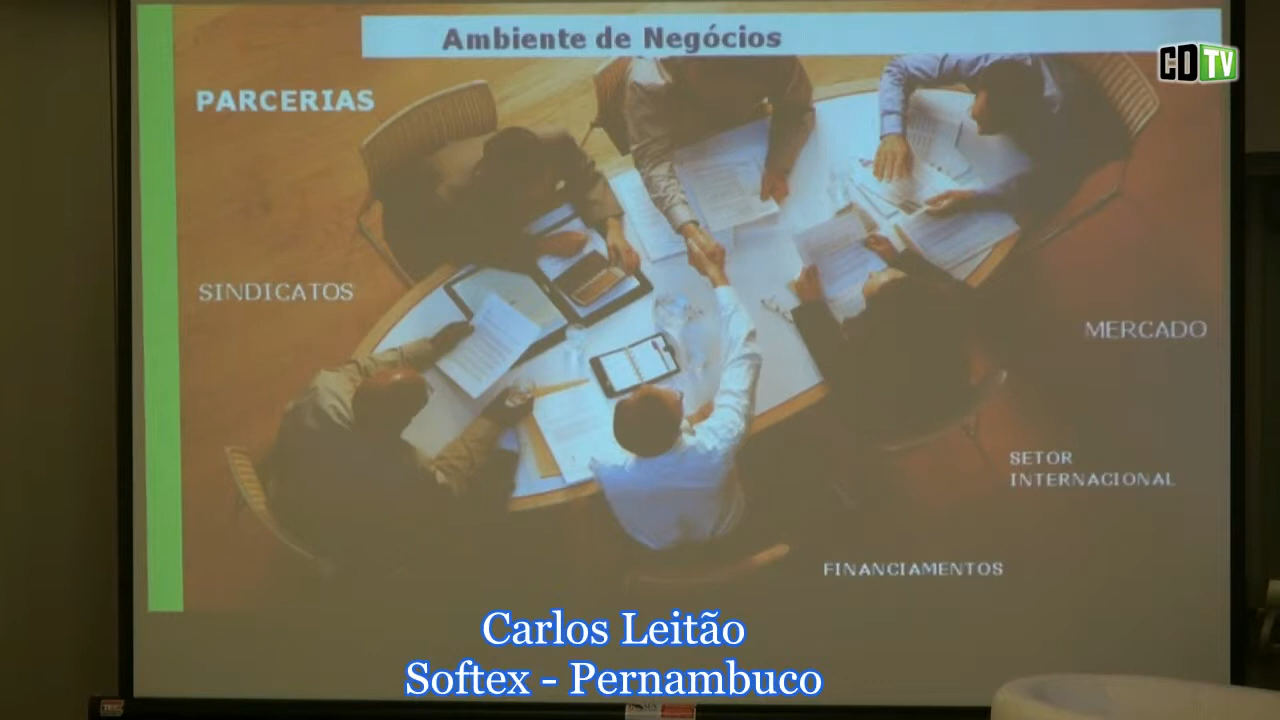 Ambiente de Negócios
CDTV
PARCERIAS
SINDICATOS
MERCADO
SETOR
INTERNACIONAL
FINANCIAMENTOS
Carlos Leitão
Softex - Pernambuco